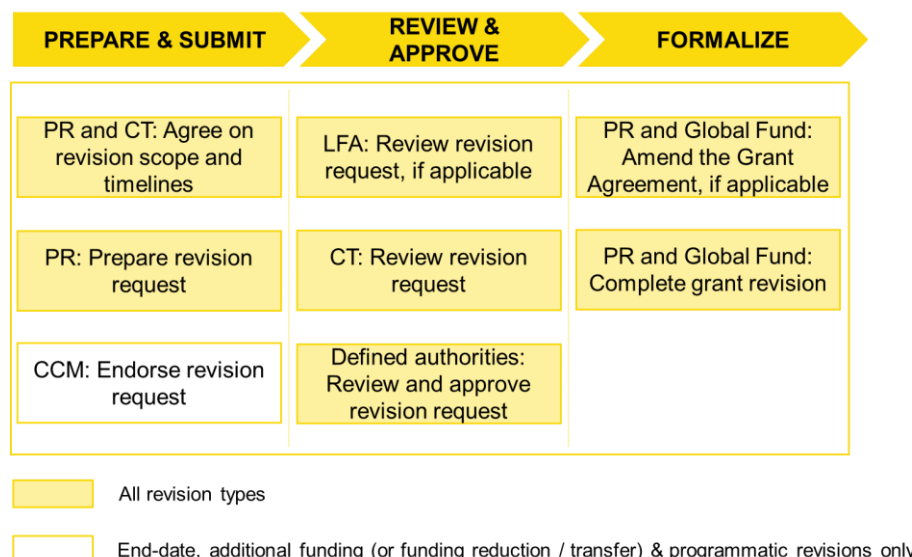 PREPARE & SUBMIT
REVIEW &
APPROVE
FORMALIZE
PR and CT: Agree on
revision scope and
timelines
PR: Prepare revision
request
CCM: Endorse revision
request
LFA: Review revision
request, if applicable
CT: Review revision
request
Defined authorities:
Review and approve
revision request
PR and Global Fund:
Amend the Grant
Agreement, if applicable
PR and Global Fund:
Complete grant revision
All revision types
End-date, additional funding (or funding reduction / transfer) & programmatic revisions only